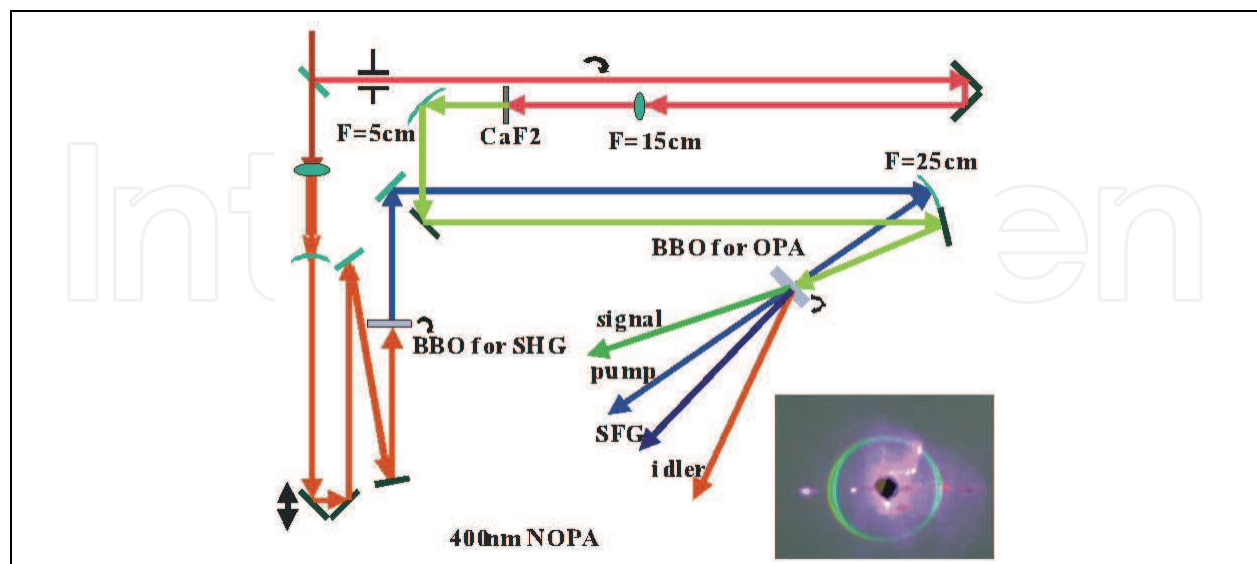 F=5cm
CaF2
F=15cm
F=25cm
BBO for OPA
signal
BBO for SHG
pump
SFG
idler
400nm NOPA